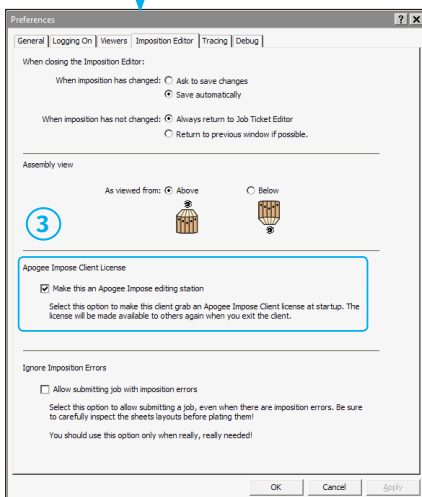 Preferences
General Logging On Viewers Imposition Editor Tracing Debug
When closing the Imposition Editor:
When imposition has changed: Ask to save changes
Save automatically
When imposition has not changed: Always return to Job Ticket Editor
Return to previous window if possible.
Assembly view
As viewed from: Above Below
3
Apogee Impose Client License
Make this an Apogee Impose editing station
Select this option to make this client grab an Apogee Impose Client license at startup. The
license will be made available to others again when you exit the client.
Ignore Imposition Errors
Allow submitting job with imposition errors
Select this option to allow submitting a job, even when there are imposition errors. Be sure
to carefully inspect the sheets layouts before plating them!
You should use this option only when really, really needed!
OK Cancel Apply